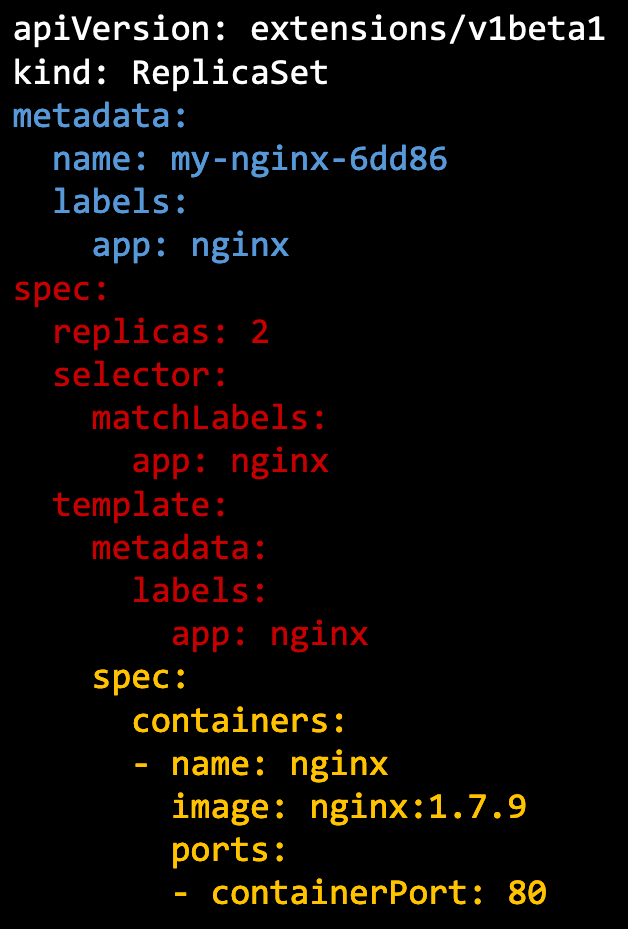 apiVersion: extensions/v1beta1
kind: ReplicaSet
metadata:
  name: my-nginx-6dd86
  labels:
    app: nginx
spec:
  replicas: 2
  selector:
    matchLabels:
       app: nginx
  template:
    metadata:
      labels:
        app: nginx
    spec:
      containers:
      - name: nginx
        image: nginx:1.7.9
        ports:
        - containerPort: 80